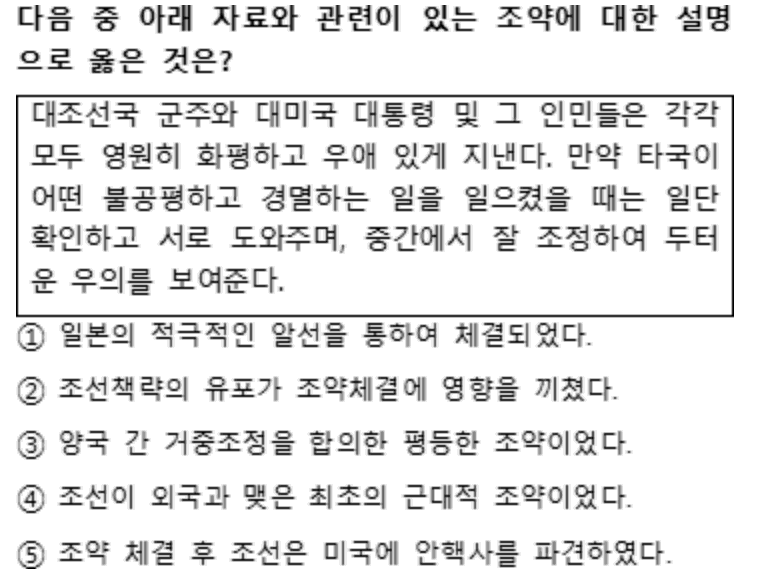 다음 중 아래 자료와 관련이 있는 조약에 대한 설명
으로 옳은 것은?
대조선국 군주와 대미국 대통령 및 그 인민들은 각각
모두 영원히 화평하고 우애 있게 지낸다. 만약 타국이
어떤 불공평하고 경멸하는 일을 일으켰을 때는 일단
확인하고 서로 도와주며, 중간에서 잘 조정하여 두터
운 우의를 보여준다.
① 일본의 적극적인 알선을 통하여 체결되었다.
② 조선책략의 유포가 조약체결에 영향을 끼쳤다.
③ 양국 간 거중조정을 합의한 평등한 조약이었다.
④ 조선이 외국과 맺은 최초의 근대적 조약이었다.
⑤ 조약 체결 후 조선은 미국에 안핵사를 파견하였다.